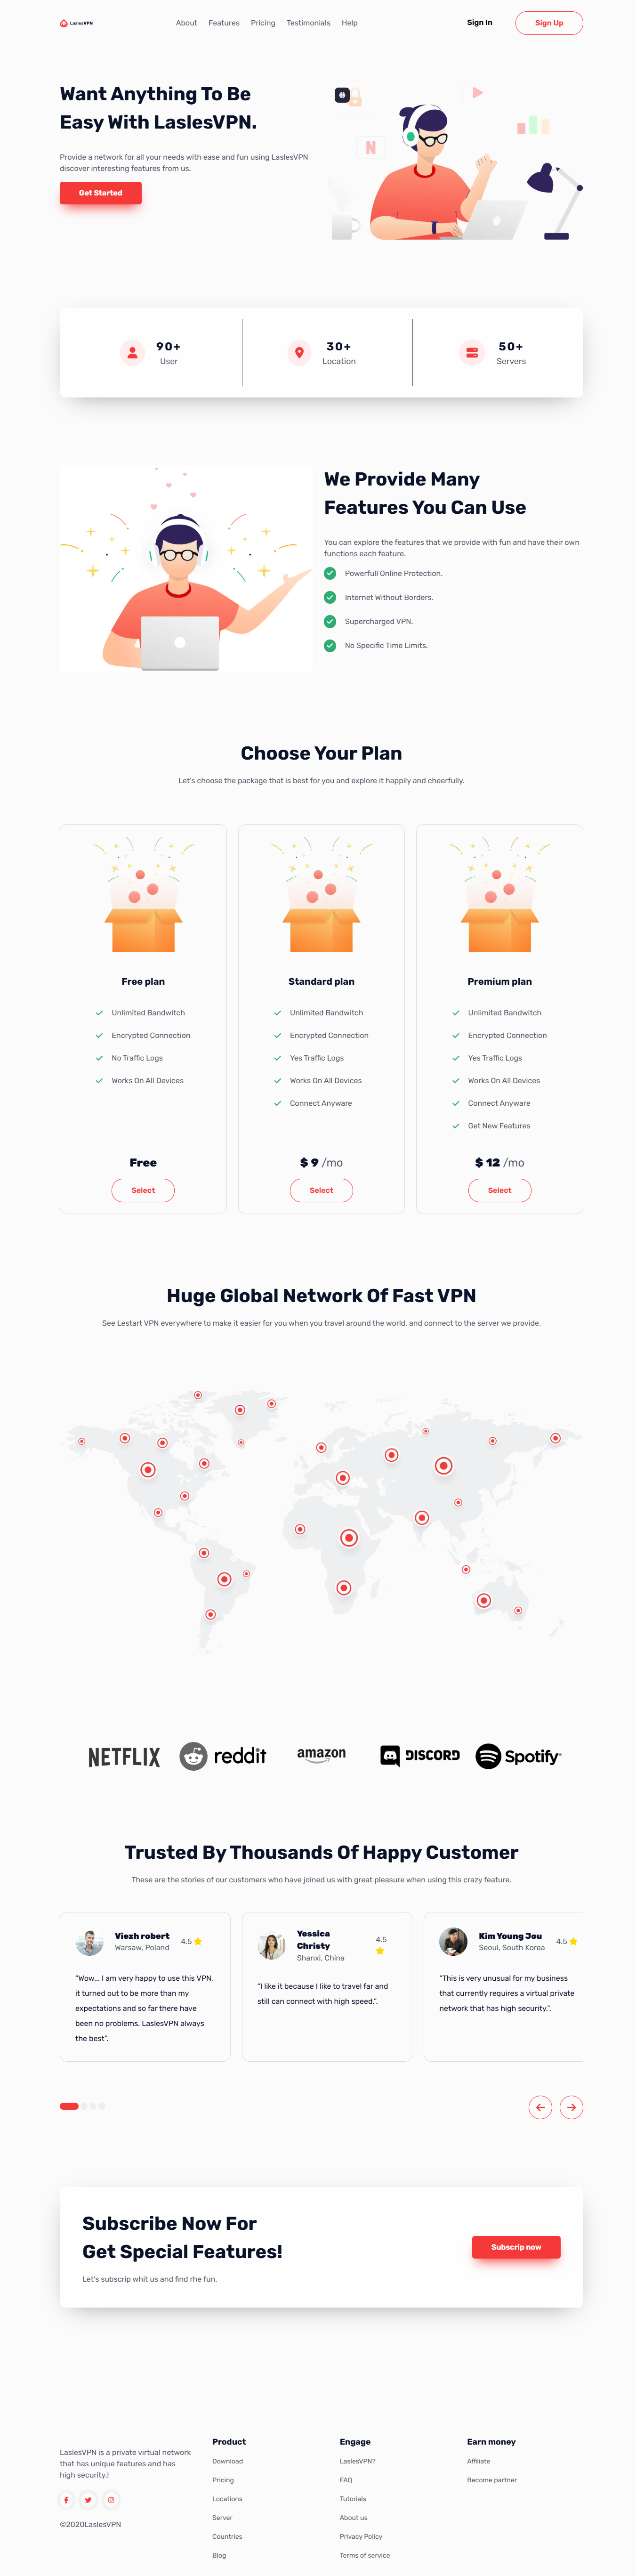 LaslesVPN
About Features Pricing Testimonials Help
Sign In
Sign Up
Want Anything To Be
Easy With LaslesVPN.
Provide a network for all your needs with ease and fun using LaslesVPN
discover interesting features from us.
Get Started
N
90+
User
30+
Location
50+
Servers
We Provide Many
Features You Can Use
You can explore the features that we provide with fun and have their own
functions each feature.
Powerfull Online Protection.
Internet Without Borders.
Supercharged VPN.
No Specific Time Limits.
Choose Your Plan
Let's choose the package that is best for you and explore it happily and cheerfully.
Free plan
Unlimited Bandwitch
Encrypted Connection
No Traffic Logs
Works On All Devices
Free
Select
Standard plan
Unlimited Bandwitch
Encrypted Connection
Yes Traffic Logs
Works On All Devices
Connect Anyware
$ 9 /mo
Select
Premium plan
Unlimited Bandwitch
Encrypted Connection
Yes Traffic Logs
Works On All Devices
Connect Anyware
Get New Features
$ 12 /mo
Select
Huge Global Network Of Fast VPN
See Lestart VPN everywhere to make it easier for you when you travel around the world, and connect to the server we provide.
NETFLIX
reddit
amazon
DISCORD
Spotify®
Trusted By Thousands Of Happy Customer
These are the stories of our customers who have joined us with great pleasure when using this crazy feature.
Viezh robert
Warsaw, Poland
4.5
“Wow... I am very happy to use this VPN,
it turned out to be more than my
expectations and so far there have
been no problems. LaslesVPN always
the best”.
Yessica
Christy
Shanxi, China
4.5
“I like it because I like to travel far and
still can connect with high speed.”.
Kim Young Jou
Seoul, South Korea
4.5
“This is very unusual for my business
that currently requires a virtual private
network that has high security.”.
Subscribe Now For
Get Special Features!
Let's subscrip whit us and find rhe fun.
Subscrip now
LaslesVPN is a private virtual network
that has unique features and has
high security.l
©2020LaslesVPN
Product
Download
Pricing
Locations
Server
Countries
Blog
Engage
LaslesVPN?
FAQ
Tutorials
About us
Privacy Policy
Terms of service
Earn money
Affiliate
Become partner